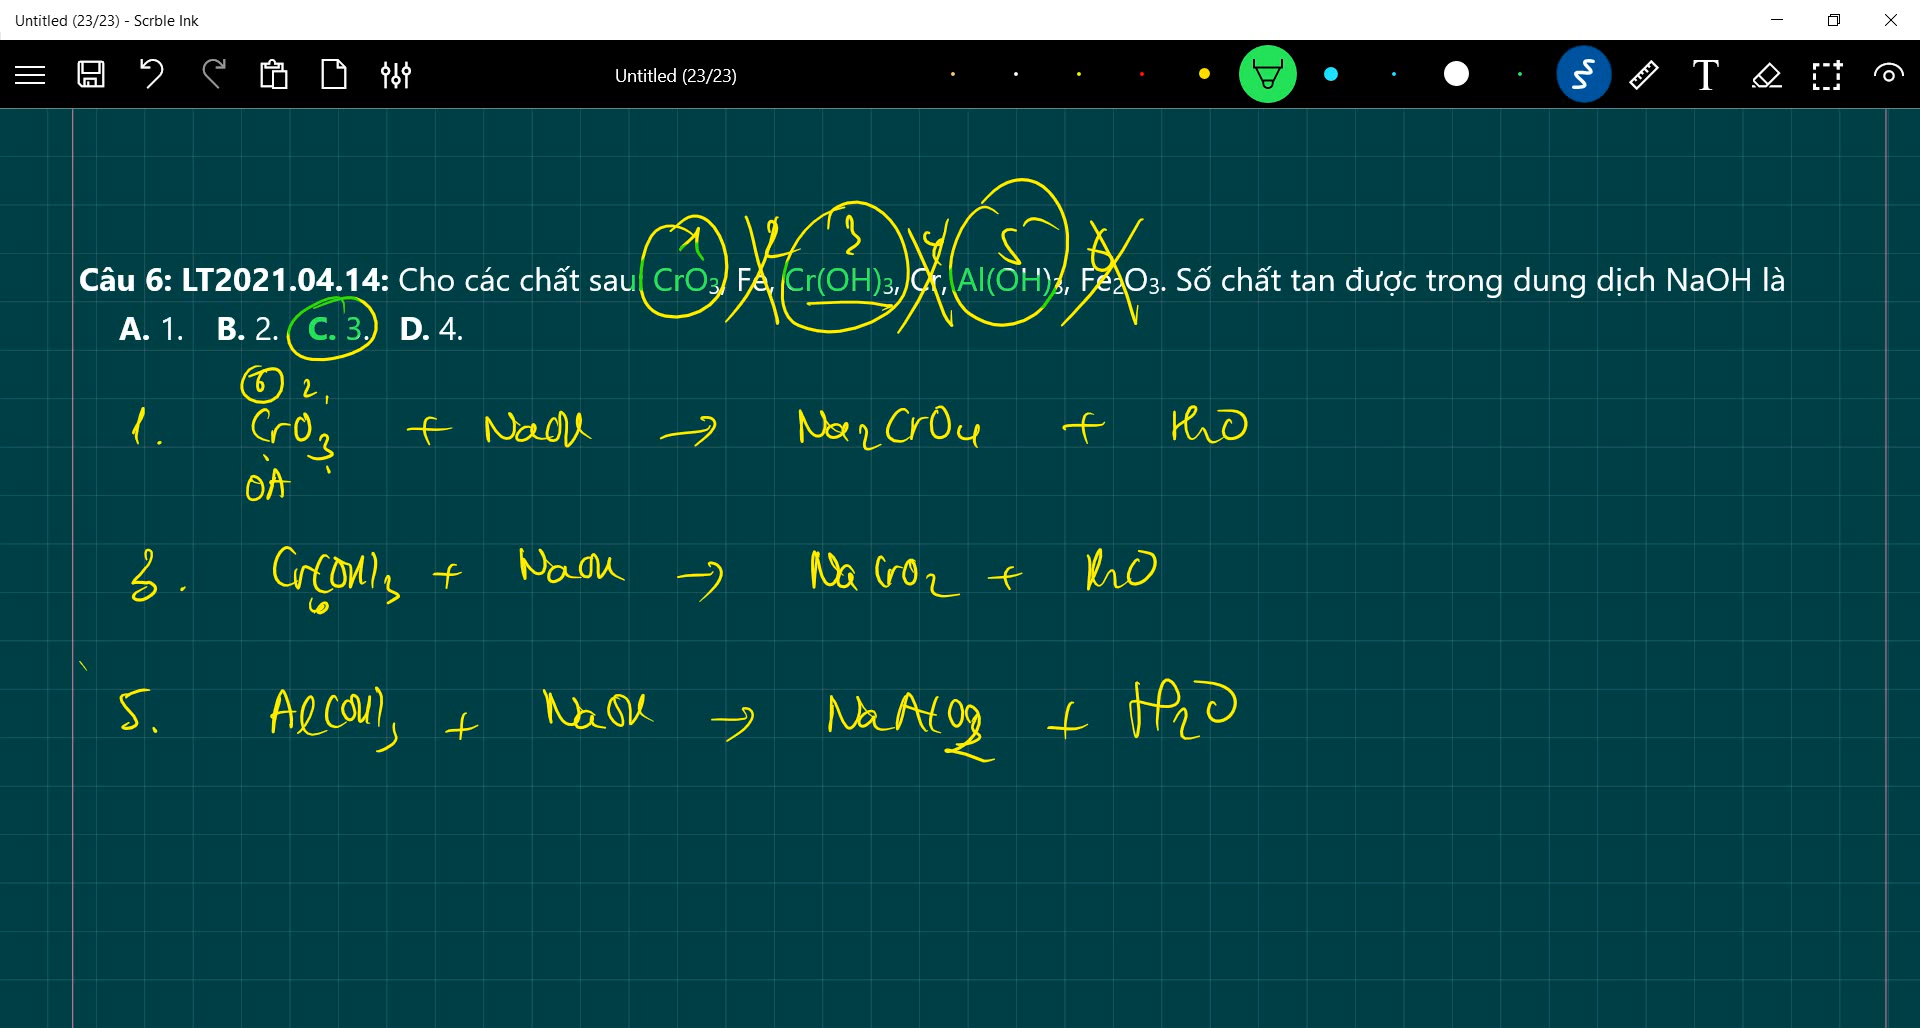 Untitled (23/23) - Scrble Ink
Untitled (23/23)
1 2 3 4 5 6
Câu 6: LT2021.04.14: Cho các chất sau: CrO₃, Fe, Cr(OH)₃, Cr, Al(OH)₃, Fe₂O₃. Số chất tan được trong dung dịch NaOH là
A. 1. B. 2. C. 3. D. 4.
6 2
1. CrO₃ + NaOH → Na₂CrO₄ + H₂O
OA
3. Cr(OH)₃ + NaOH → NaCrO₂ + H₂O
5. Al(OH)₃ + NaOH → NaAlO₂ + H₂O